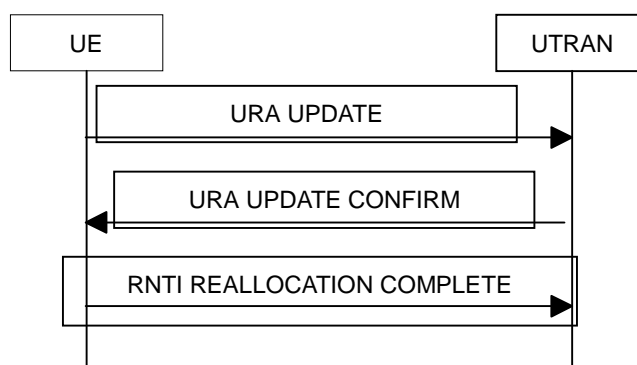 UE
UTRAN
URA UPDATE
URA UPDATE CONFIRM
RNTI REALLOCATION COMPLETE